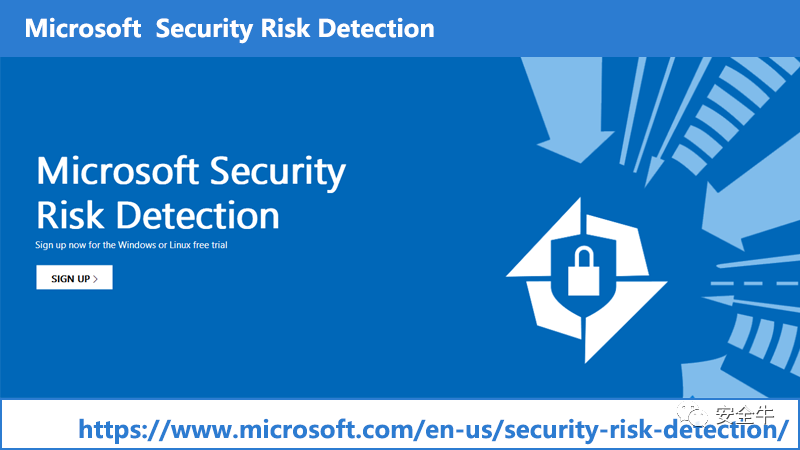 Microsoft  Security Risk Detection
Microsoft Security
Risk Detection
Sign up now for the Windows or Linux free trial
SIGN UP >
安全牛
https://www.microsoft.com/en-us/security-risk-detection/